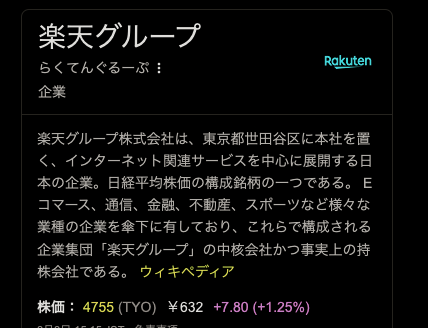 楽天グループ
らくてんぐるーぷ
Rakuten
企業
楽天グループ株式会社は、東京都世田谷区に本社を置
く、インターネット関連サービスを中心に展開する日
本の企業。日経平均株価の構成銘柄の一つである。 E
コマース、通信、金融、不動産、スポーツなど様々な
業種の企業を傘下に有しており、これらで構成される
企業集団「楽天グループ」の中核会社かつ事実上の持
株会社である。 ウィキペディア
株価： 4755 (TYO) ￥632 +7.80 (+1.25%)